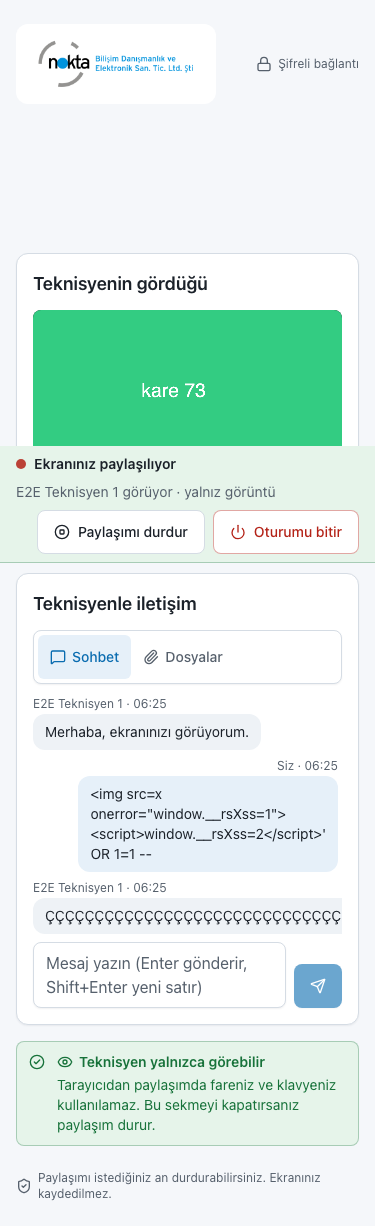 nokta Bilişim Danışmanlık ve
Elektronik San. Tic. Ltd. Şti
Şifreli bağlantı
Teknisyenin gördüğü
kare 73
Ekranınız paylaşılıyor
E2E Teknisyen 1 görüyor · yalnız görüntü
Paylaşımı durdur
Oturumu bitir
Teknisyenle iletişim
Sohbet
Dosyalar
E2E Teknisyen 1 · 06:25
Merhaba, ekranınızı görüyorum.
Siz · 06:25
<img src=x
onerror="window.__rsXss=1">
<script>window.__rsXss=2</script>'
OR 1=1 --
E2E Teknisyen 1 · 06:25
ÇÇÇÇÇÇÇÇÇÇÇÇÇÇÇÇÇÇÇÇÇÇÇÇÇÇÇÇÇÇ
Mesaj yazın (Enter gönderir,
Shift+Enter yeni satır)
Teknisyen yalnızca görebilir
Tarayıcıdan paylaşımda fareniz ve klavyeniz
kullanılamaz. Bu sekmeyi kapatırsanız
paylaşım durur.
Paylaşımı istediğiniz an durdurabilirsiniz. Ekranınız
kaydedilmez.